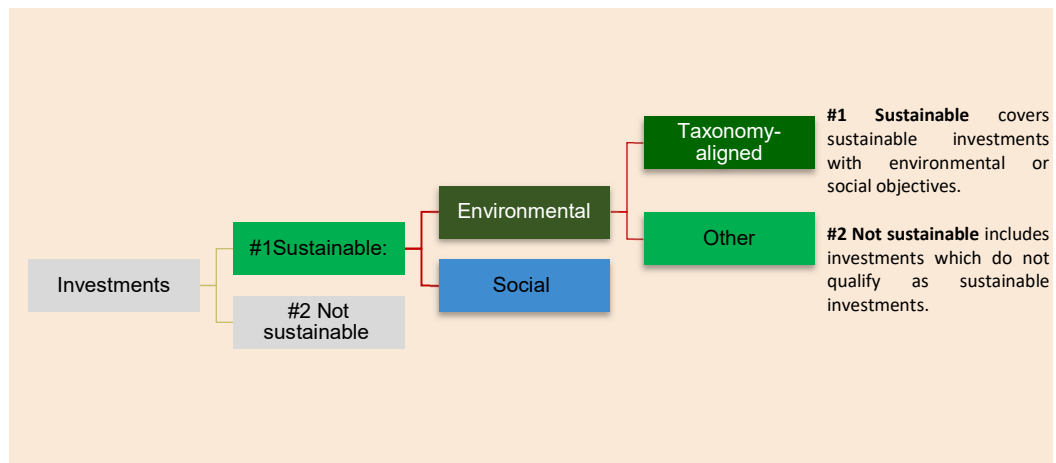 Investments
#1Sustainable:
#2 Not
sustainable
Environmental
Social
Taxonomy-
aligned
Other
#1 Sustainable covers
sustainable investments
with environmental or
social objectives.
#2 Not sustainable includes
investments which do not
qualify as sustainable
investments.